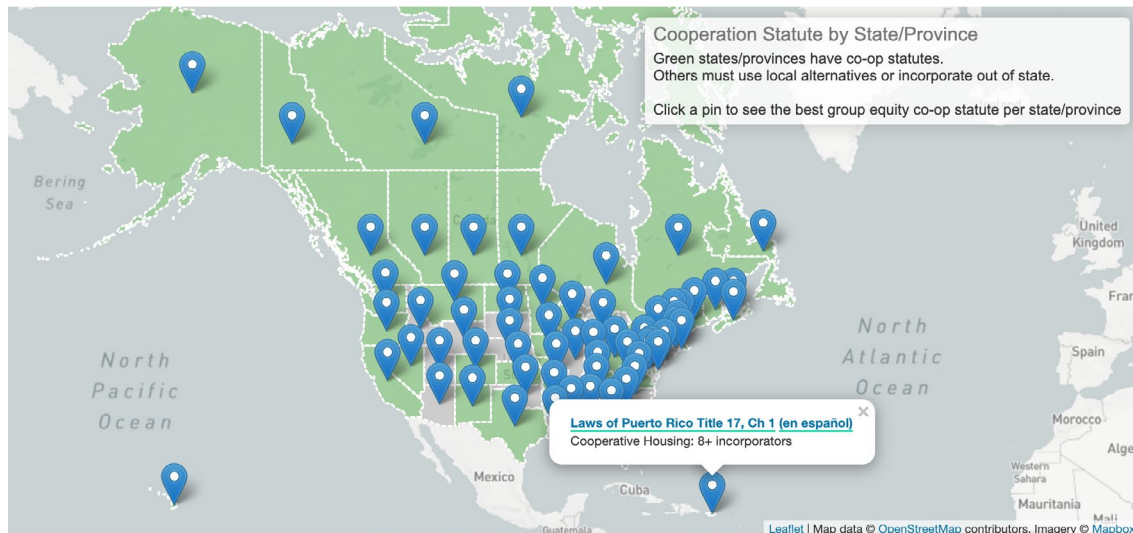 Cooperation Statute by State/Province
Green states/provinces have co-op statutes.
Others must use local alternatives or incorporate out of state.
Click a pin to see the best group equity co-op statute per state/province
Bering
Sea
United
Kingdom
North
Pacific
Ocean
North
Atlantic
Ocean
Spain
Morocco
Laws of Puerto Rico Title 17, Ch 1 (en español)
×
Cooperative Housing: 8+ incorporators
Western
Sahara
Mexico
Cuba
Mauritania
Mali
Guatemala
Leaflet | Map data © OpenStreetMap contributors, Imagery © Mapbox